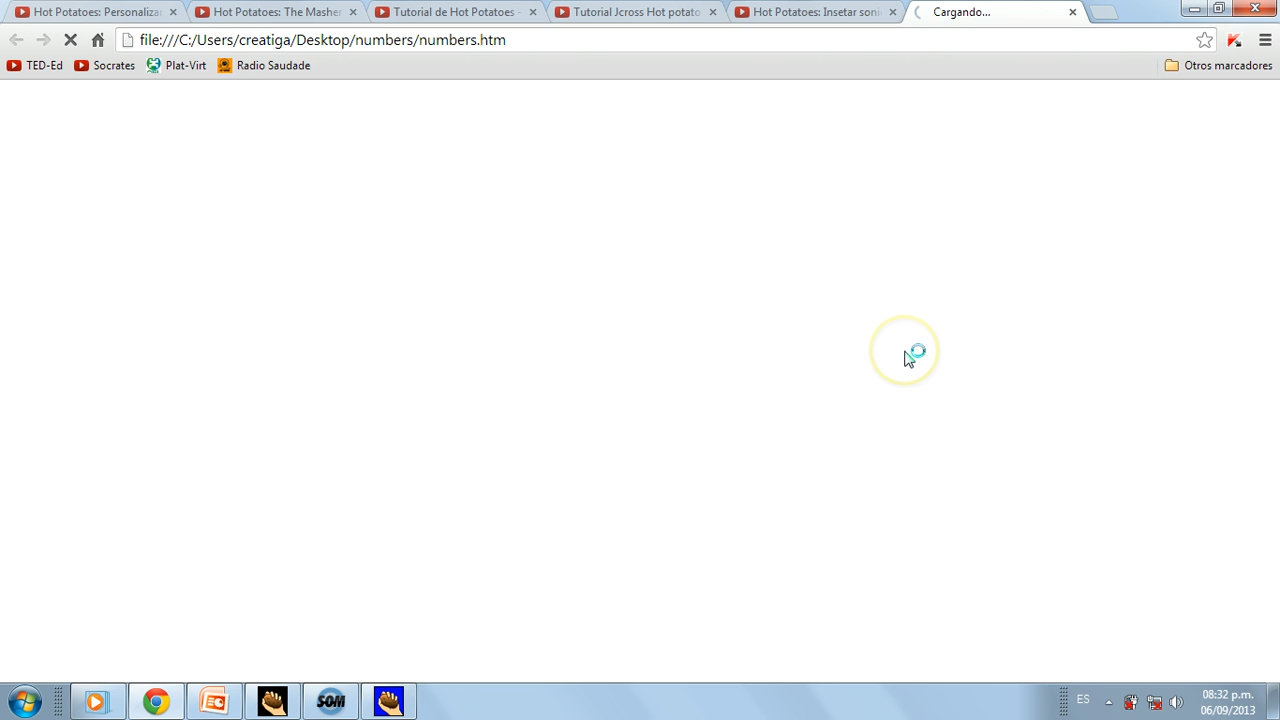 Hot Potatoes: Personaliza
Hot Potatoes: The Masher
Tutorial de Hot Potatoes -
Tutorial Jcross Hot potato
Hot Potatoes: Insetar soni
Cargando...
file:///C:/Users/creatiga/Desktop/numbers/numbers.htm
TED-Ed
Socrates
Plat-Virt
Radio Saudade
Otros marcadores
SOM
ES
08:32 p.m.
06/09/2013